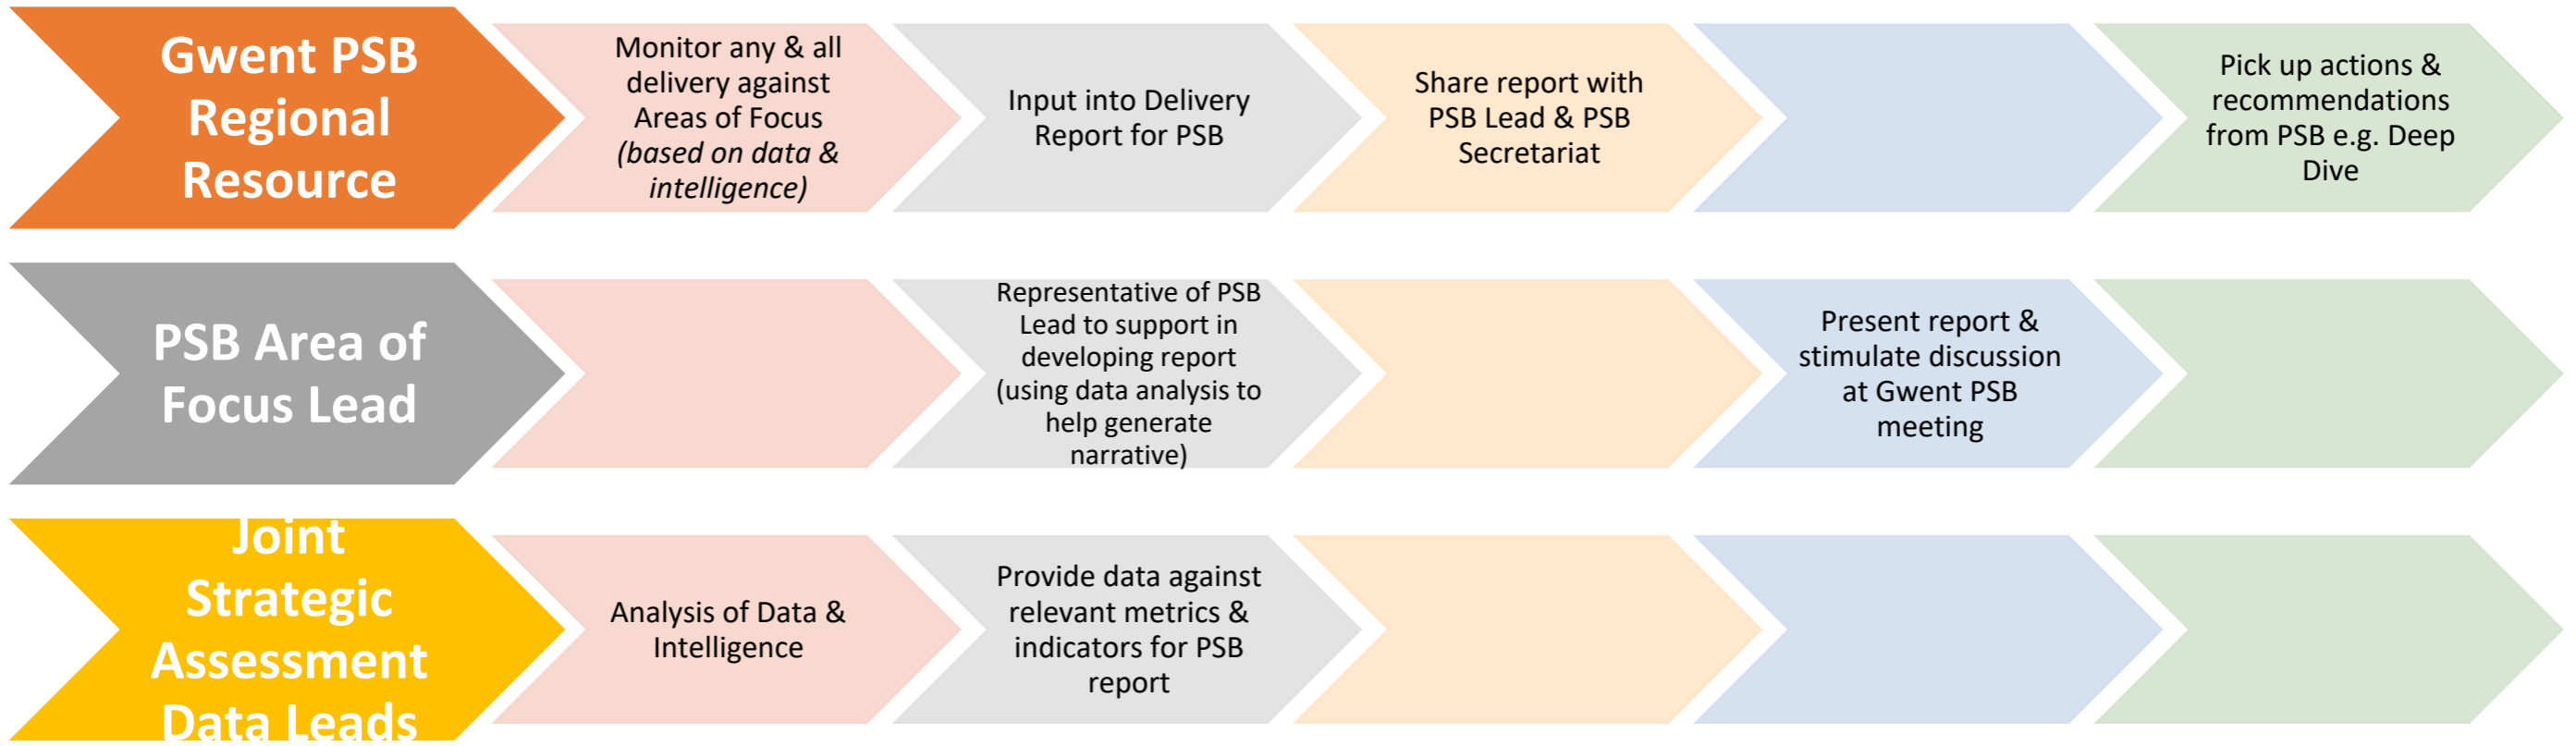 Gwent PSB
Regional
Resource
Monitor any & all
delivery against
Areas of Focus
(based on data &
intelligence)
Input into Delivery
Report for PSB
Share report with
PSB Lead & PSB
Secretariat
Pick up actions &
recommendations
from PSB e.g. Deep
Dive
PSB Area of
Focus Lead
Representative of PSB
Lead to support in
developing report
(using data analysis to
help generate
narrative)
Present report &
stimulate discussion
at Gwent PSB
meeting
Joint
Strategic
Assessment
Data Leads
Analysis of Data &
Intelligence
Provide data against
relevant metrics &
indicators for PSB
report